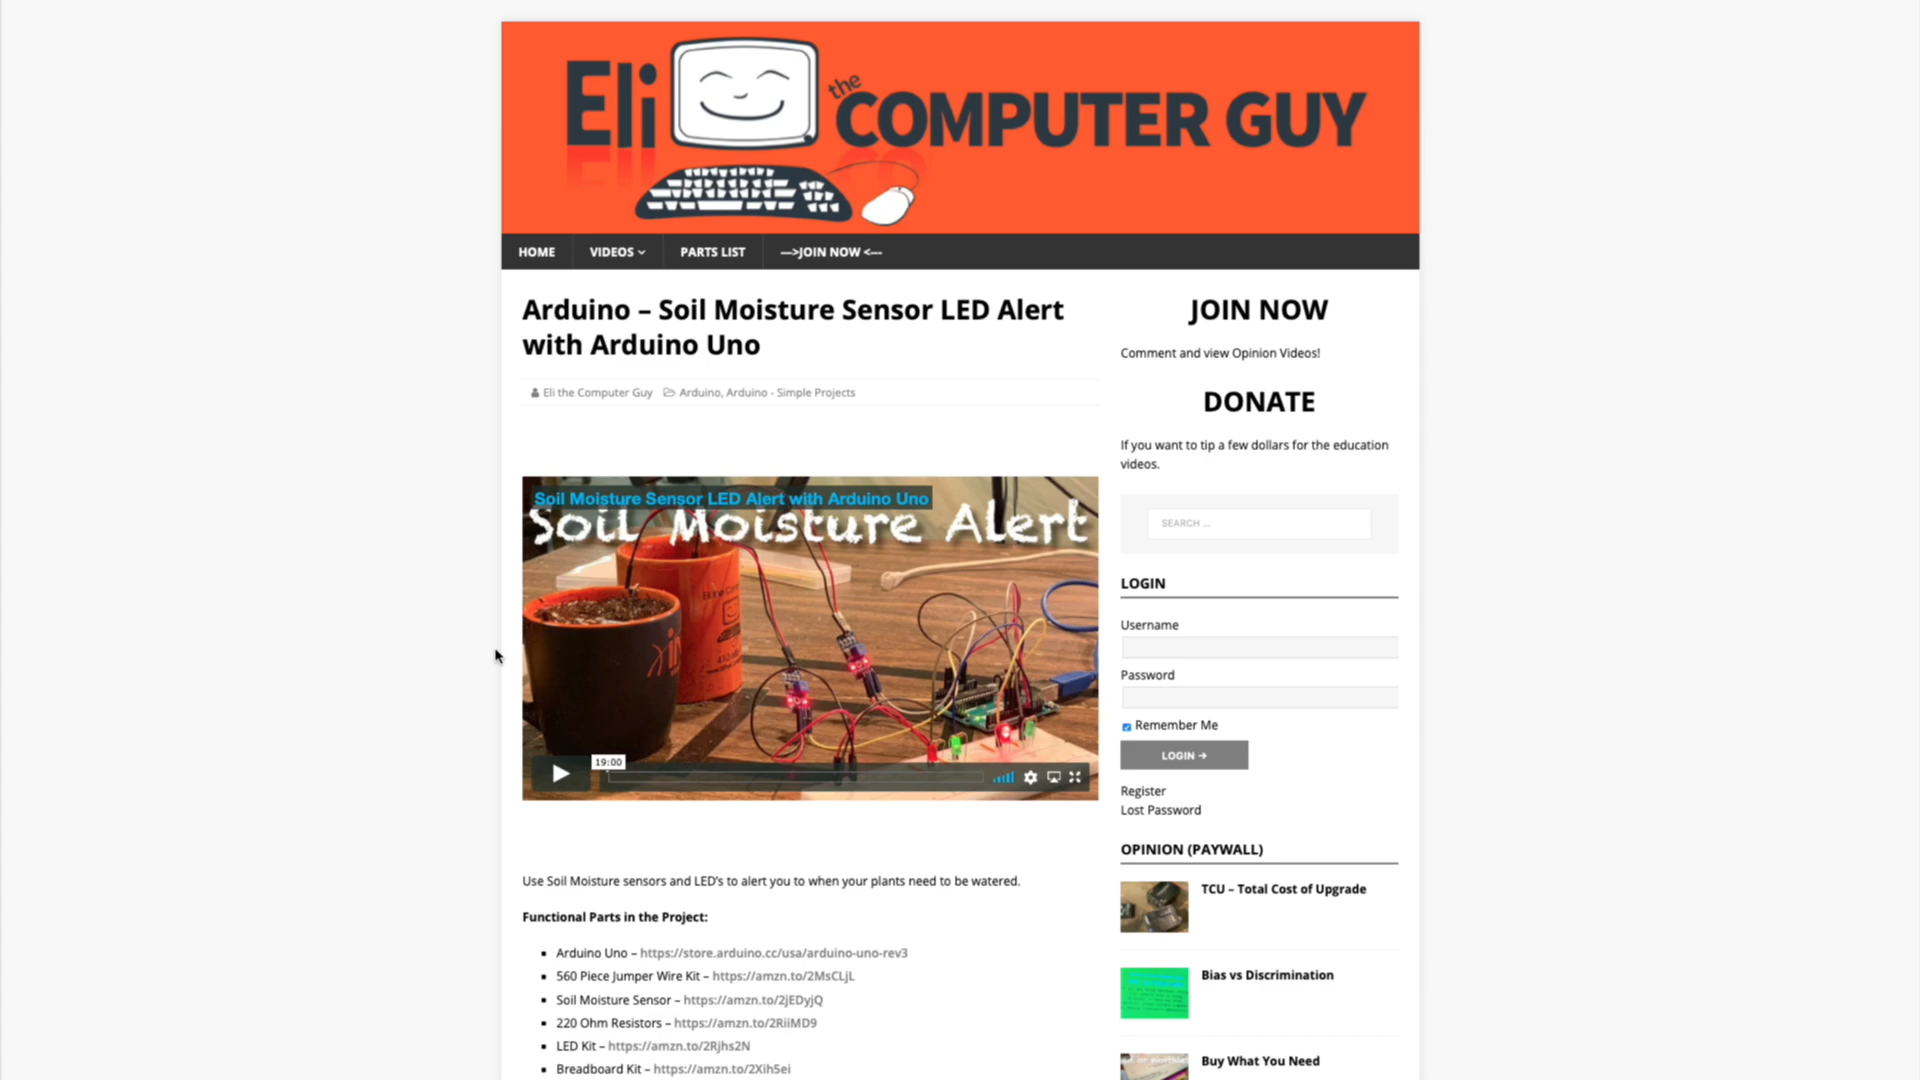 Eli the COMPUTER GUY
HOME VIDEOS PARTS LIST --->JOIN NOW <---
Arduino – Soil Moisture Sensor LED Alert
with Arduino Uno
Eli the Computer Guy Arduino, Arduino - Simple Projects
Soil Moisture Sensor LED Alert with Arduino Uno
Soil Moisture Alert
19:00
Use Soil Moisture sensors and LED's to alert you to when your plants need to be watered.
Functional Parts in the Project:
Arduino Uno – https://store.arduino.cc/usa/arduino-uno-rev3
560 Piece Jumper Wire Kit – https://amzn.to/2MsCLjL
Soil Moisture Sensor – https://amzn.to/2jEDyjQ
220 Ohm Resistors – https://amzn.to/2RiiMD9
LED Kit – https://amzn.to/2Rjhs2N
Breadboard Kit – https://amzn.to/2Xih5ei
JOIN NOW
Comment and view Opinion Videos!
DONATE
If you want to tip a few dollars for the education
videos.
SEARCH ...
LOGIN
Username
Password
Remember Me
LOGIN →
Register
Lost Password
OPINION (PAYWALL)
TCU – Total Cost of Upgrade
Bias vs Discrimination
Buy What You Need